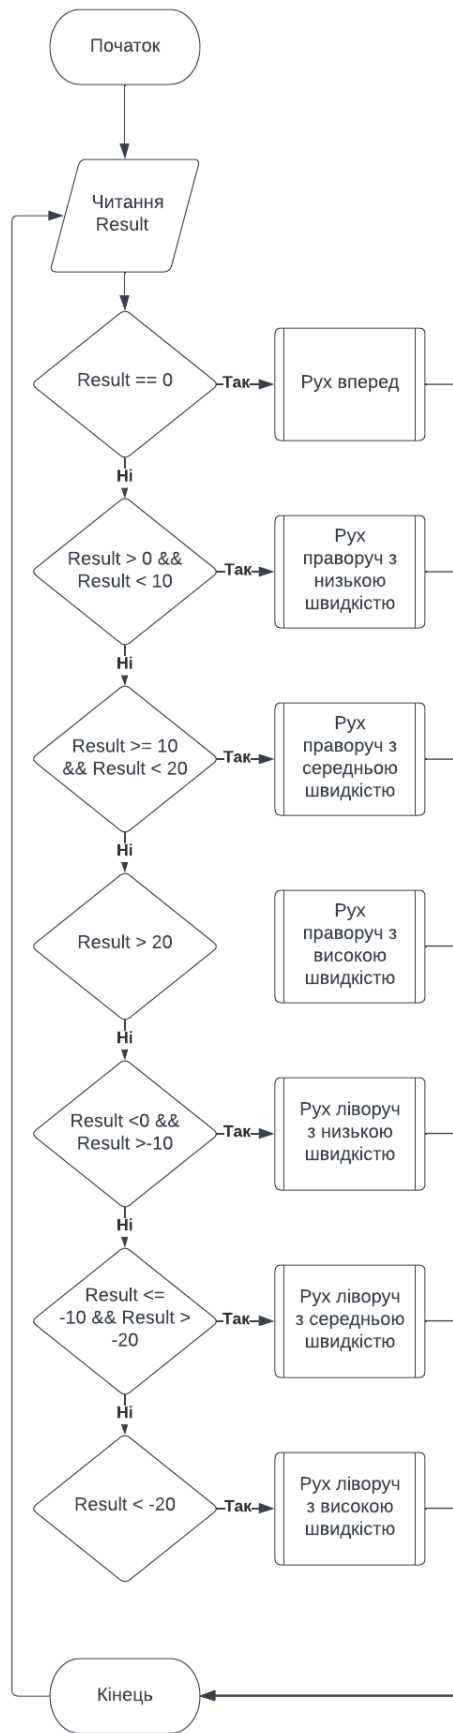 Початок
Читання
Result
Result == 0
Так
Рух вперед
Ні
Result > 0 &&
Result < 10
Так
Рух
праворуч з
низькою
швидкістю
Ні
Result >= 10
&& Result < 20
Так
Рух
праворуч з
середньою
швидкістю
Ні
Result > 20
Рух
праворуч з
високою
швидкістю
Ні
Result <0 &&
Result >-10
Так
Рух ліворуч
з низькою
швидкістю
Ні
Result <=
-10 && Result >
-20
Так
Рух ліворуч
з середньою
швидкістю
Ні
Result < -20
Так
Рух ліворуч
з високою
швидкістю
Кінець